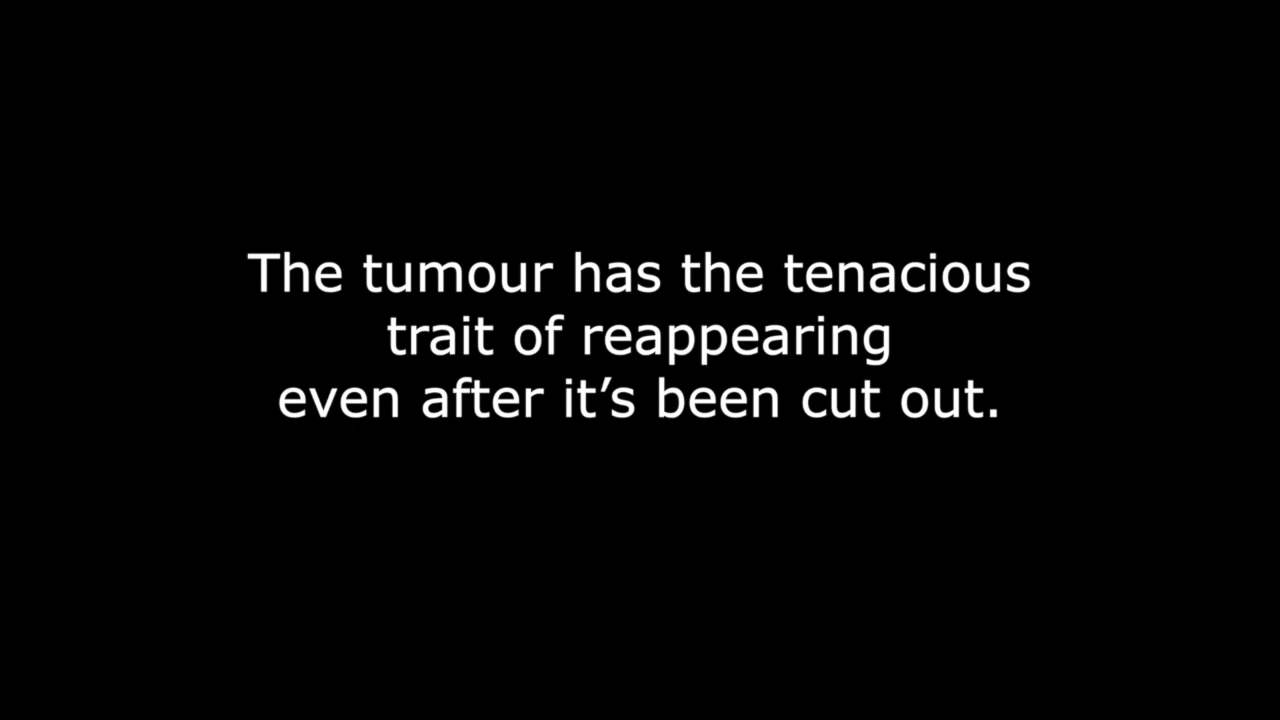 The tumour has the tenacious
trait of reappearing
even after it’s been cut out.